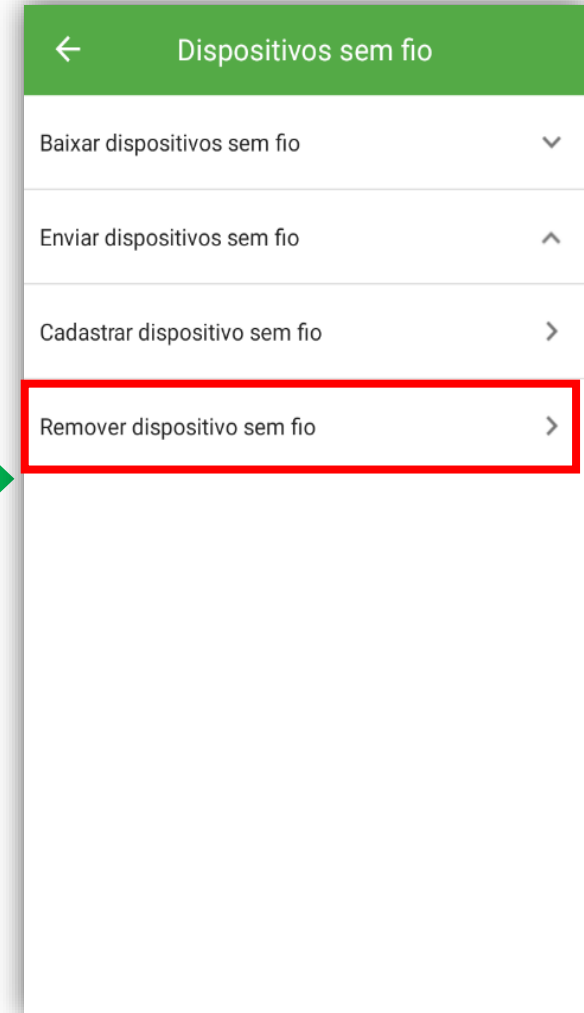 Dispositivos sem fio
Baixar dispositivos sem fio
Enviar dispositivos sem fio
Cadastrar dispositivo sem fio
Remover dispositivo sem fio